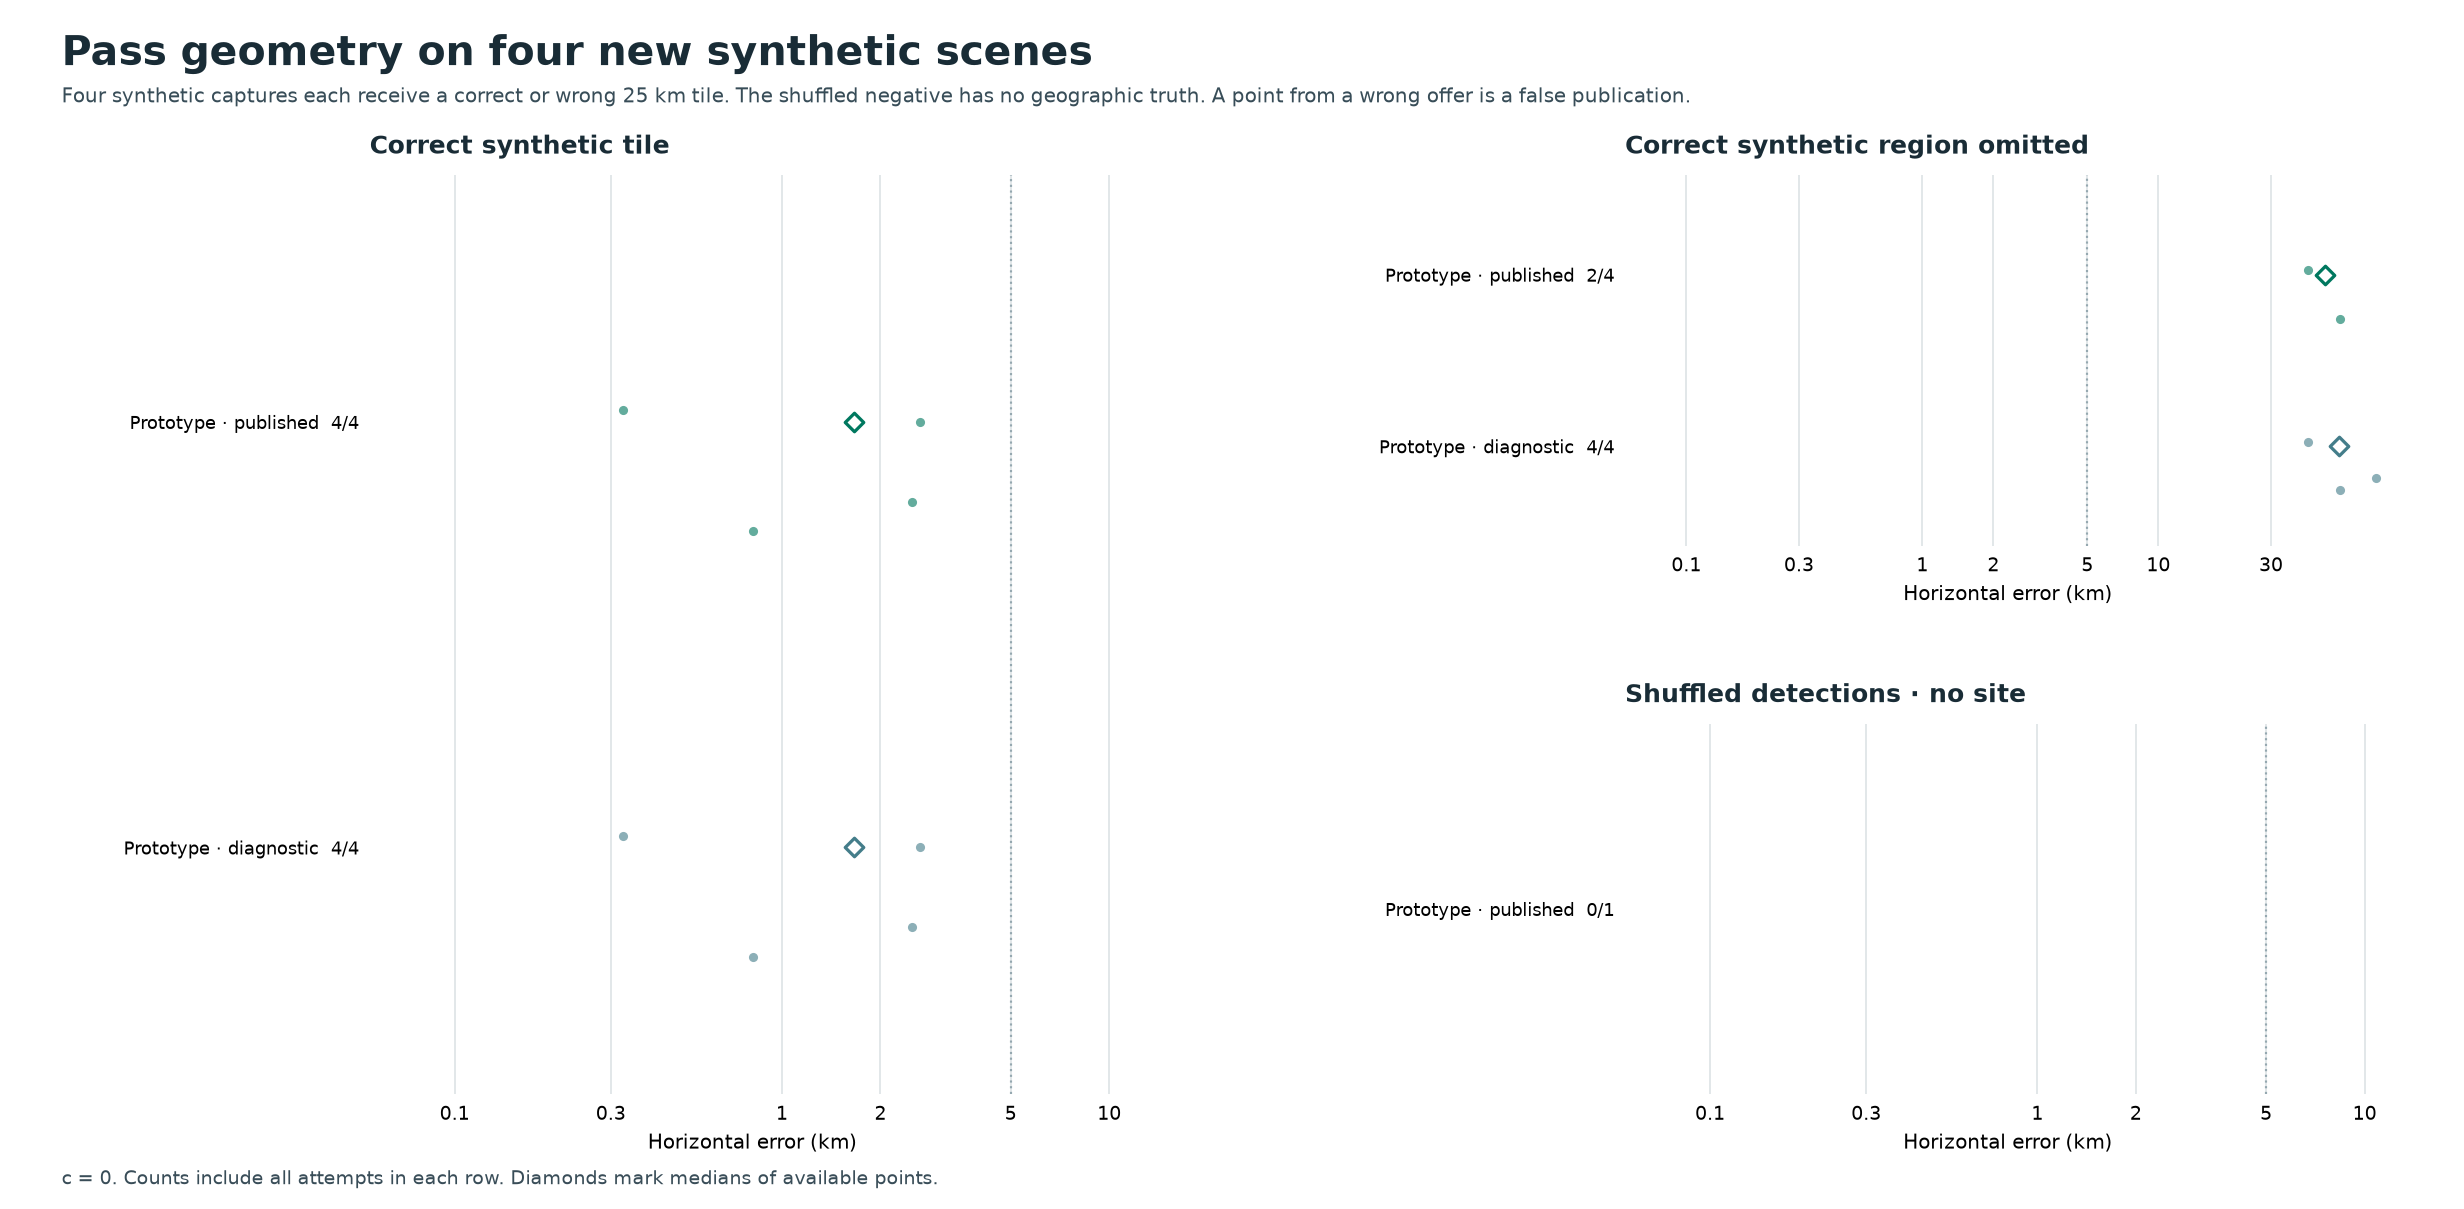 Pass geometry on four new synthetic scenes
Four synthetic captures each receive a correct or wrong 25 km tile. The shuffled negative has no geographic truth. A point from a wrong offer is a false publication.
Correct synthetic tile
Prototype · published 4/4
Prototype · diagnostic 4/4
0.1 0.3 1 2 5 10
Horizontal error (km)
Correct synthetic region omitted
Prototype · published 2/4
Prototype · diagnostic 4/4
0.1 0.3 1 2 5 10 30
Horizontal error (km)
Shuffled detections · no site
Prototype · published 0/1
0.1 0.3 1 2 5 10
Horizontal error (km)
c = 0. Counts include all attempts in each row. Diamonds mark medians of available points.